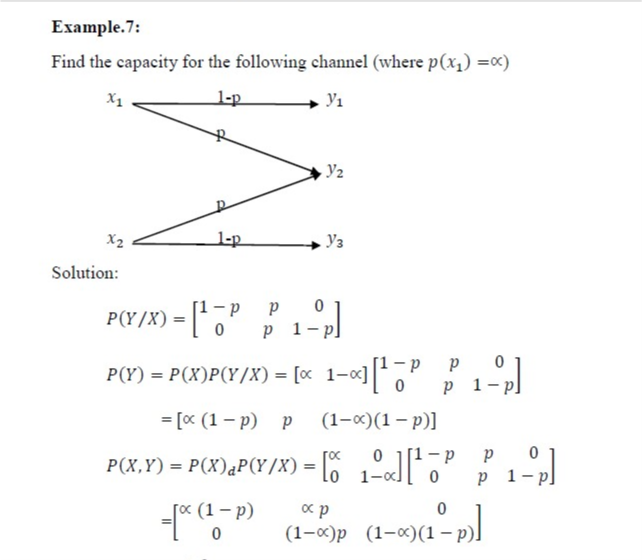 Example.7:
Find the capacity for the following channel (where p(x₁) =∝)
x₁ 1-p y₁
p
y₂
p
x₂ 1-p y₃
Solution:
P(Y/X) = [1 − p p 0
0 p 1 − p]
P(Y) = P(X)P(Y/X) = [∝ 1−∝] [1 − p p 0
0 p 1 − p]
= [∝ (1 − p) p (1−∝)(1 − p)]
P(X,Y) = P(X)_d P(Y/X) = [∝ 0
0 1−∝] [1 − p p 0
0 p 1 − p]
=[∝ (1 − p) ∝ p 0
0 (1−∝)p (1−∝)(1 − p)]